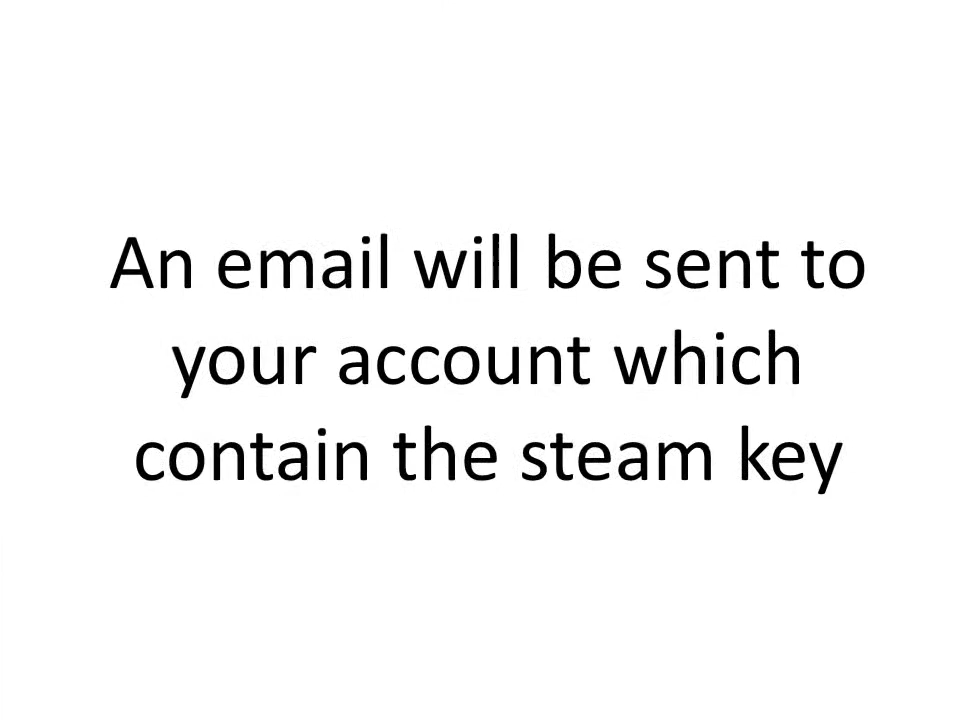 An email will be sent to
your account which
contain the steam key